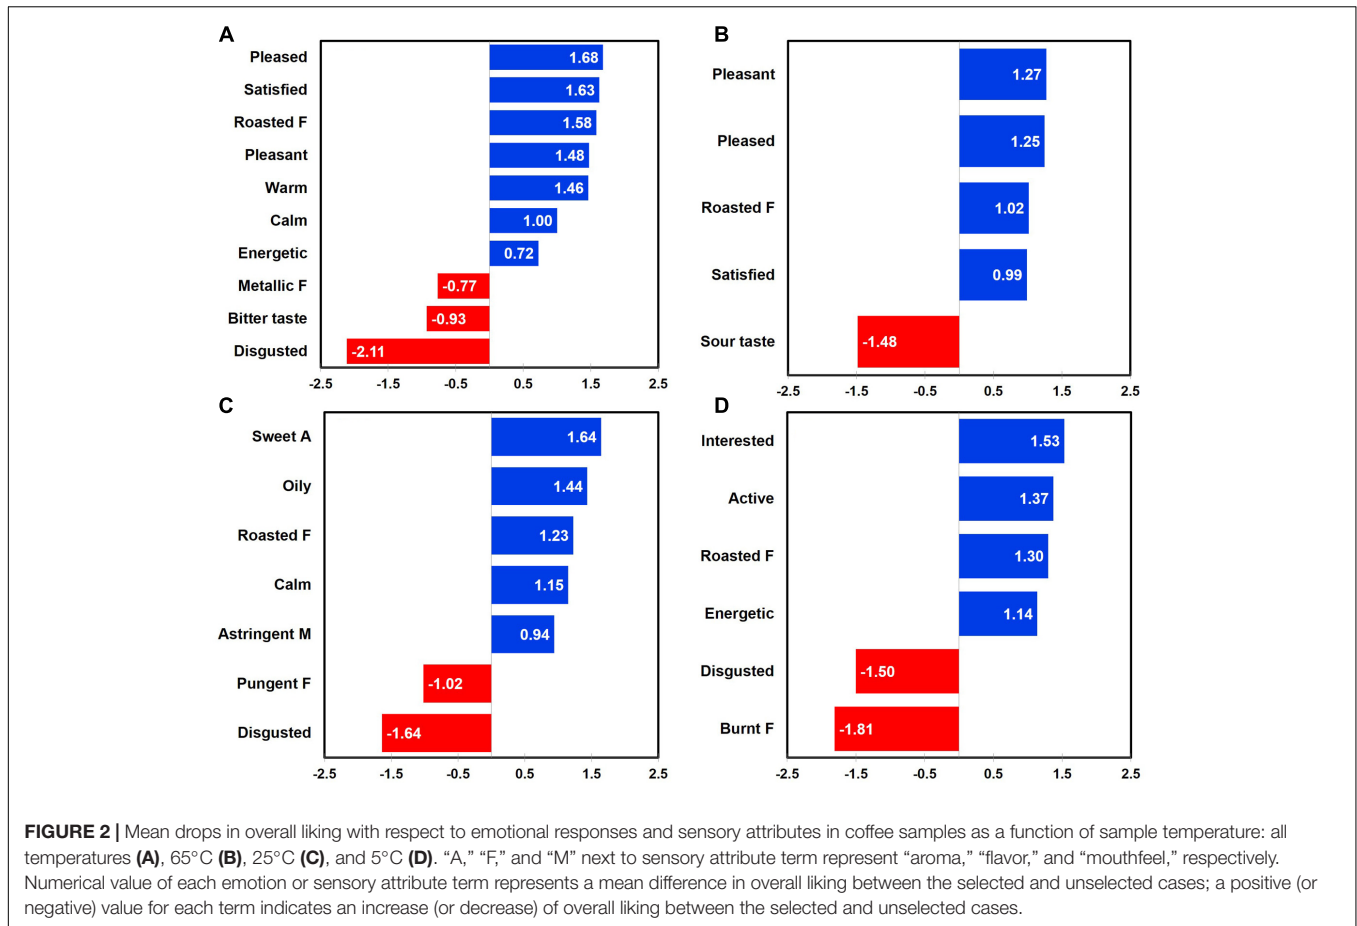 A
Pleased 1.68
Satisfied 1.63
Roasted F 1.58
Pleasant 1.48
Warm 1.46
Calm 1.00
Energetic 0.72
Metallic F -0.77
Bitter taste -0.93
Disgusted -2.11
-2.5 -1.5 -0.5 0.5 1.5 2.5
B
Pleasant 1.27
Pleased 1.25
Roasted F 1.02
Satisfied 0.99
Sour taste -1.48
-2.5 -1.5 -0.5 0.5 1.5 2.5
C
Sweet A 1.64
Oily 1.44
Roasted F 1.23
Calm 1.15
Astringent M 0.94
Pungent F -1.02
Disgusted -1.64
-2.5 -1.5 -0.5 0.5 1.5 2.5
D
Interested 1.53
Active 1.37
Roasted F 1.30
Energetic 1.14
Disgusted -1.50
Burnt F -1.81
-2.5 -1.5 -0.5 0.5 1.5 2.5
FIGURE 2 | Mean drops in overall liking with respect to emotional responses and sensory attributes in coffee samples as a function of sample temperature: all
temperatures (A), 65°C (B), 25°C (C), and 5°C (D). “A,” “F,” and “M” next to sensory attribute term represent “aroma,” “flavor,” and “mouthfeel,” respectively.
Numerical value of each emotion or sensory attribute term represents a mean difference in overall liking between the selected and unselected cases; a positive (or
negative) value for each term indicates an increase (or decrease) of overall liking between the selected and unselected cases.